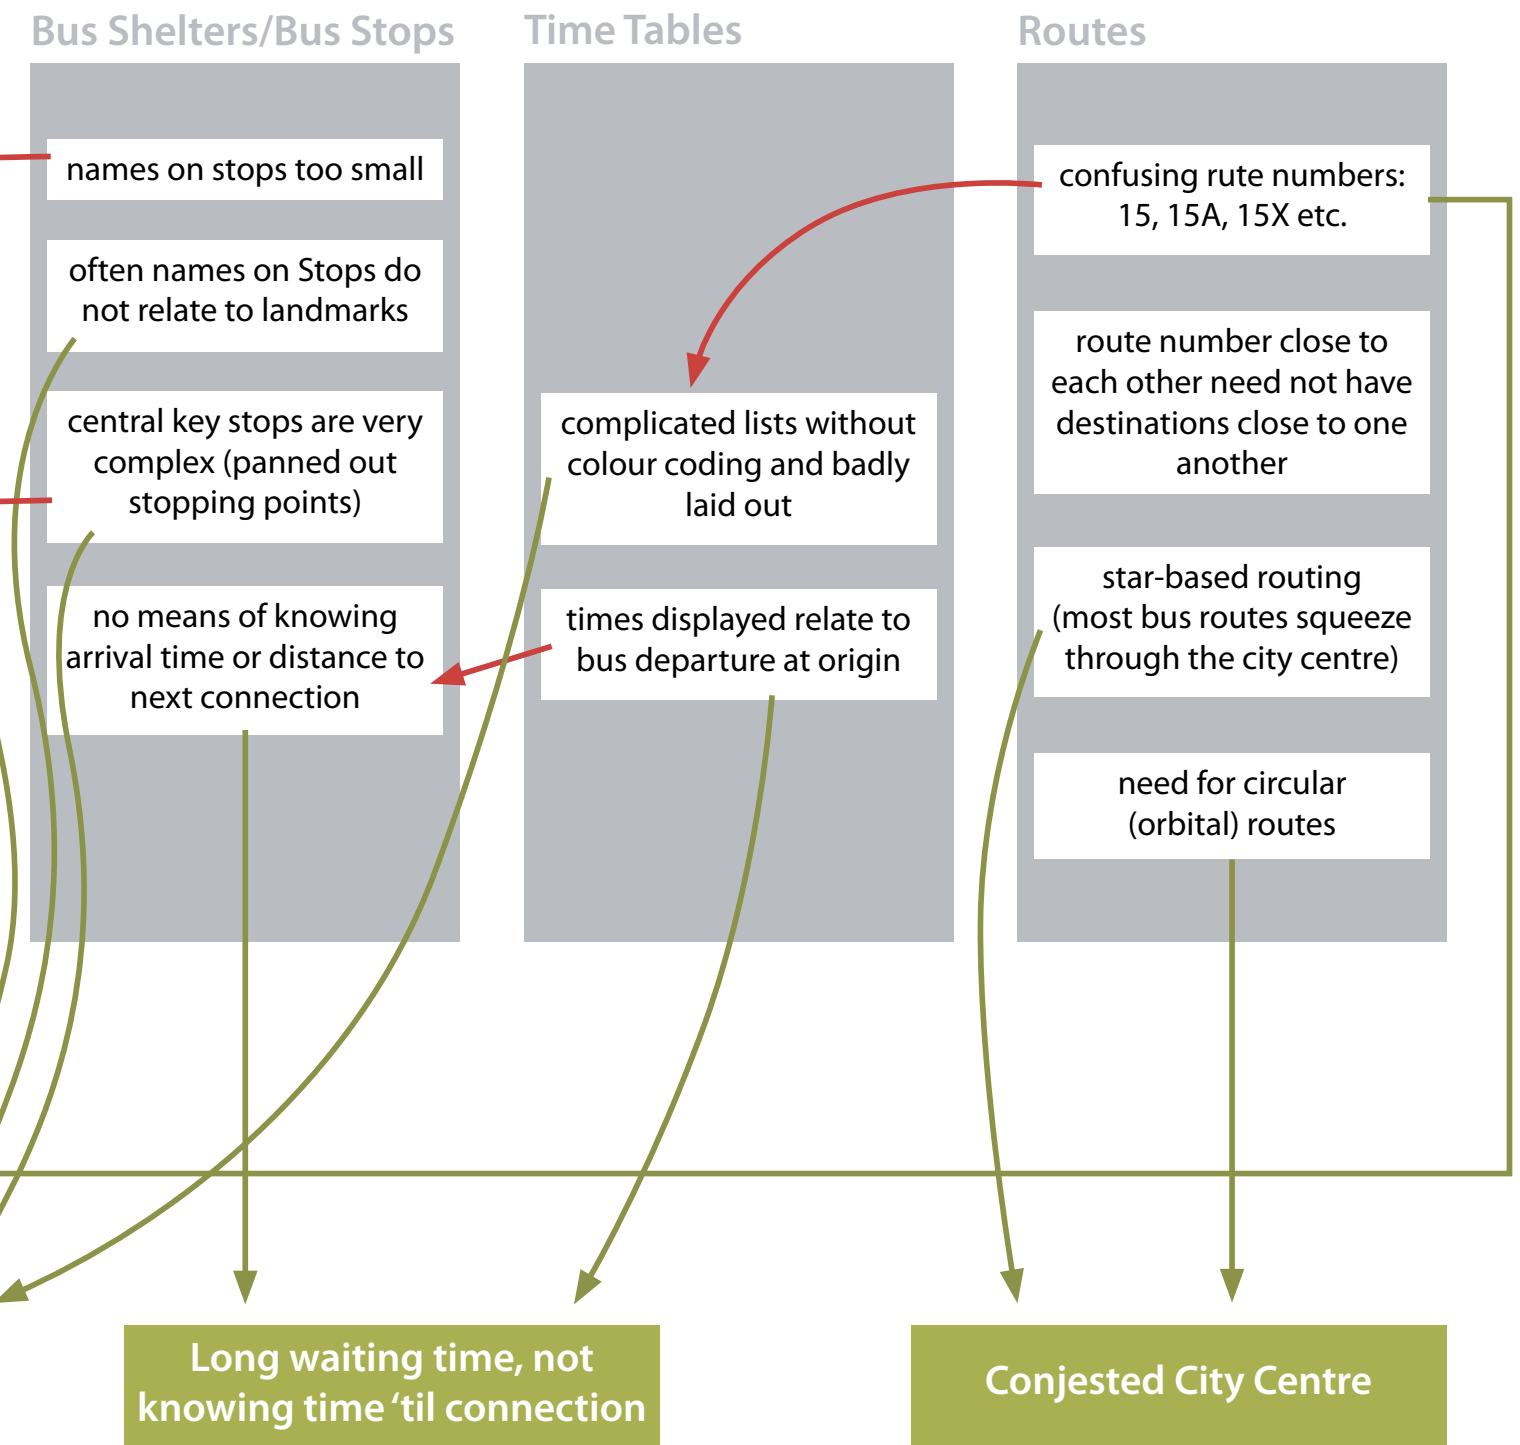 Bus Shelters/Bus Stops
names on stops too small
often names on Stops do
not relate to landmarks
central key stops are very
complex (panned out
stopping points)
no means of knowing
arrival time or distance to
next connection
Time Tables
complicated lists without
colour coding and badly
laid out
times displayed relate to
bus departure at origin
Routes
confusing rute numbers:
15, 15A, 15X etc.
route number close to
each other need not have
destinations close to one
another
star-based routing
(most bus routes squeeze
through the city centre)
need for circular
(orbital) routes
Long waiting time, not
knowing time ‘til connection
Conjested City Centre